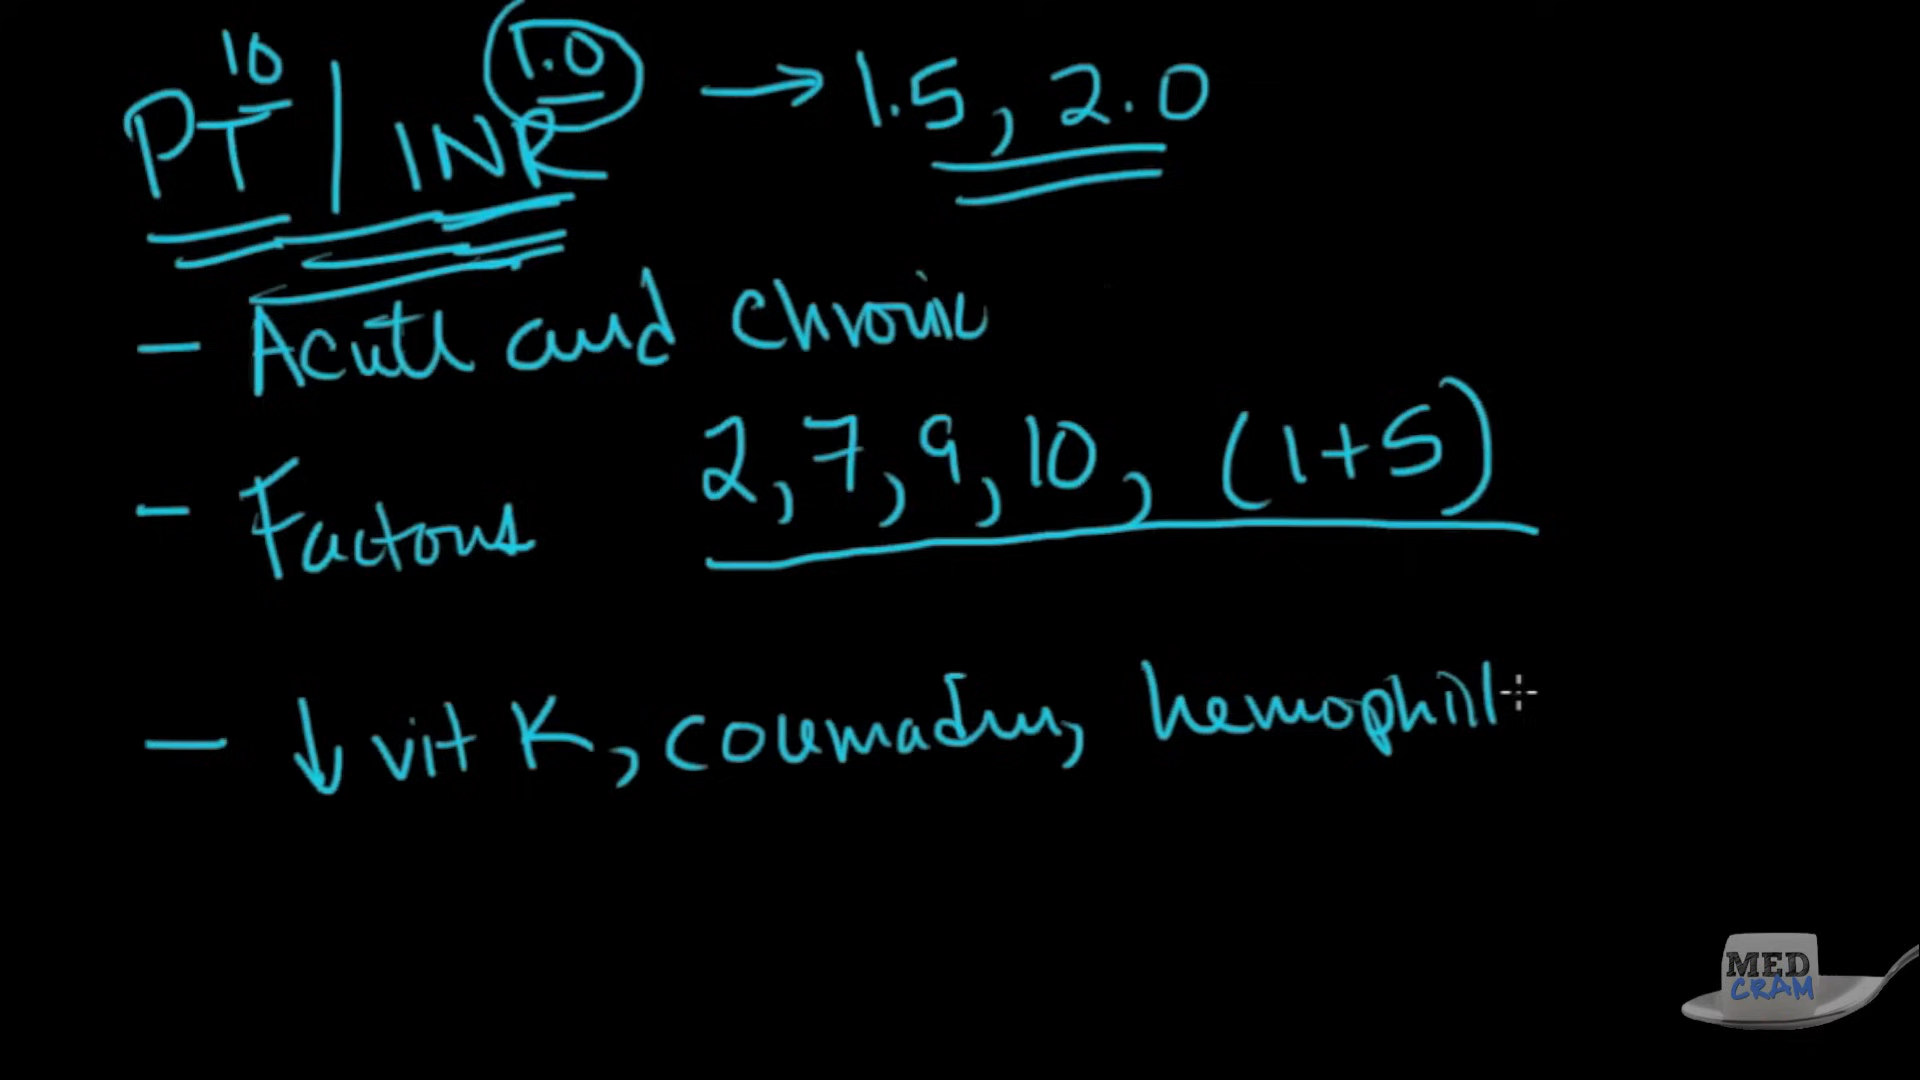 PT 10 | INR 1.0 → 1.5, 2.0
- Acute and chronic
- Factors 2, 7, 9, 10, (1+5)
- ↓ vit K, coumadin, hemophili
MED
CRAM